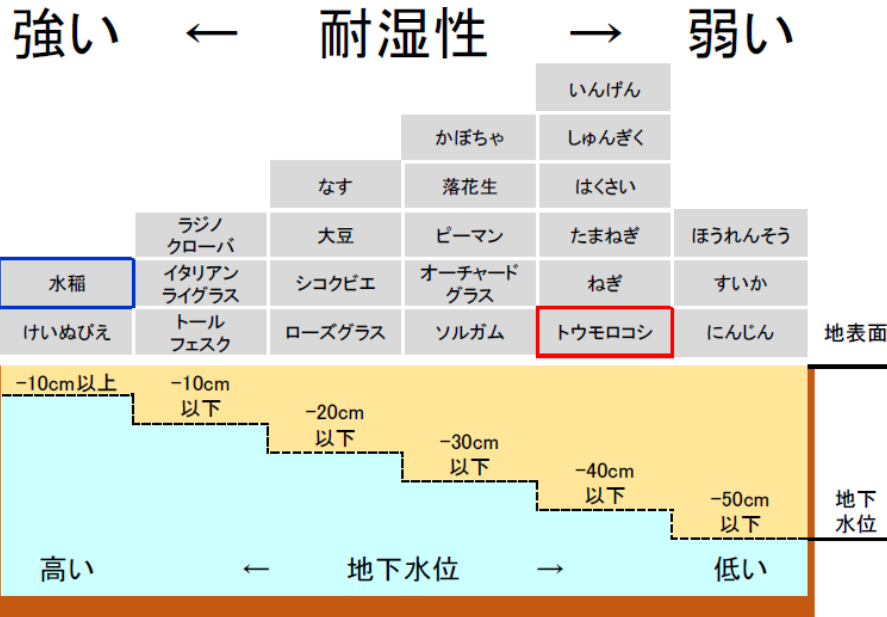 強い ← 耐湿性 → 弱い
いんげん
かぼちゃ しゅんぎく
なす 落花生 はくさい
ラジノ
クローバ 大豆 ピーマン たまねぎ ほうれんそう
水稲 イタリアン
ライグラス シコクビエ オーチャード
グラス ねぎ すいか
けいぬびえ トール
フェスク ローズグラス ソルガム トウモロコシ にんじん 地表面
-10cm以上 -10cm
以下 -20cm
以下 -30cm
以下 -40cm
以下 -50cm
以下 地下
水位
高い ← 地下水位 → 低い